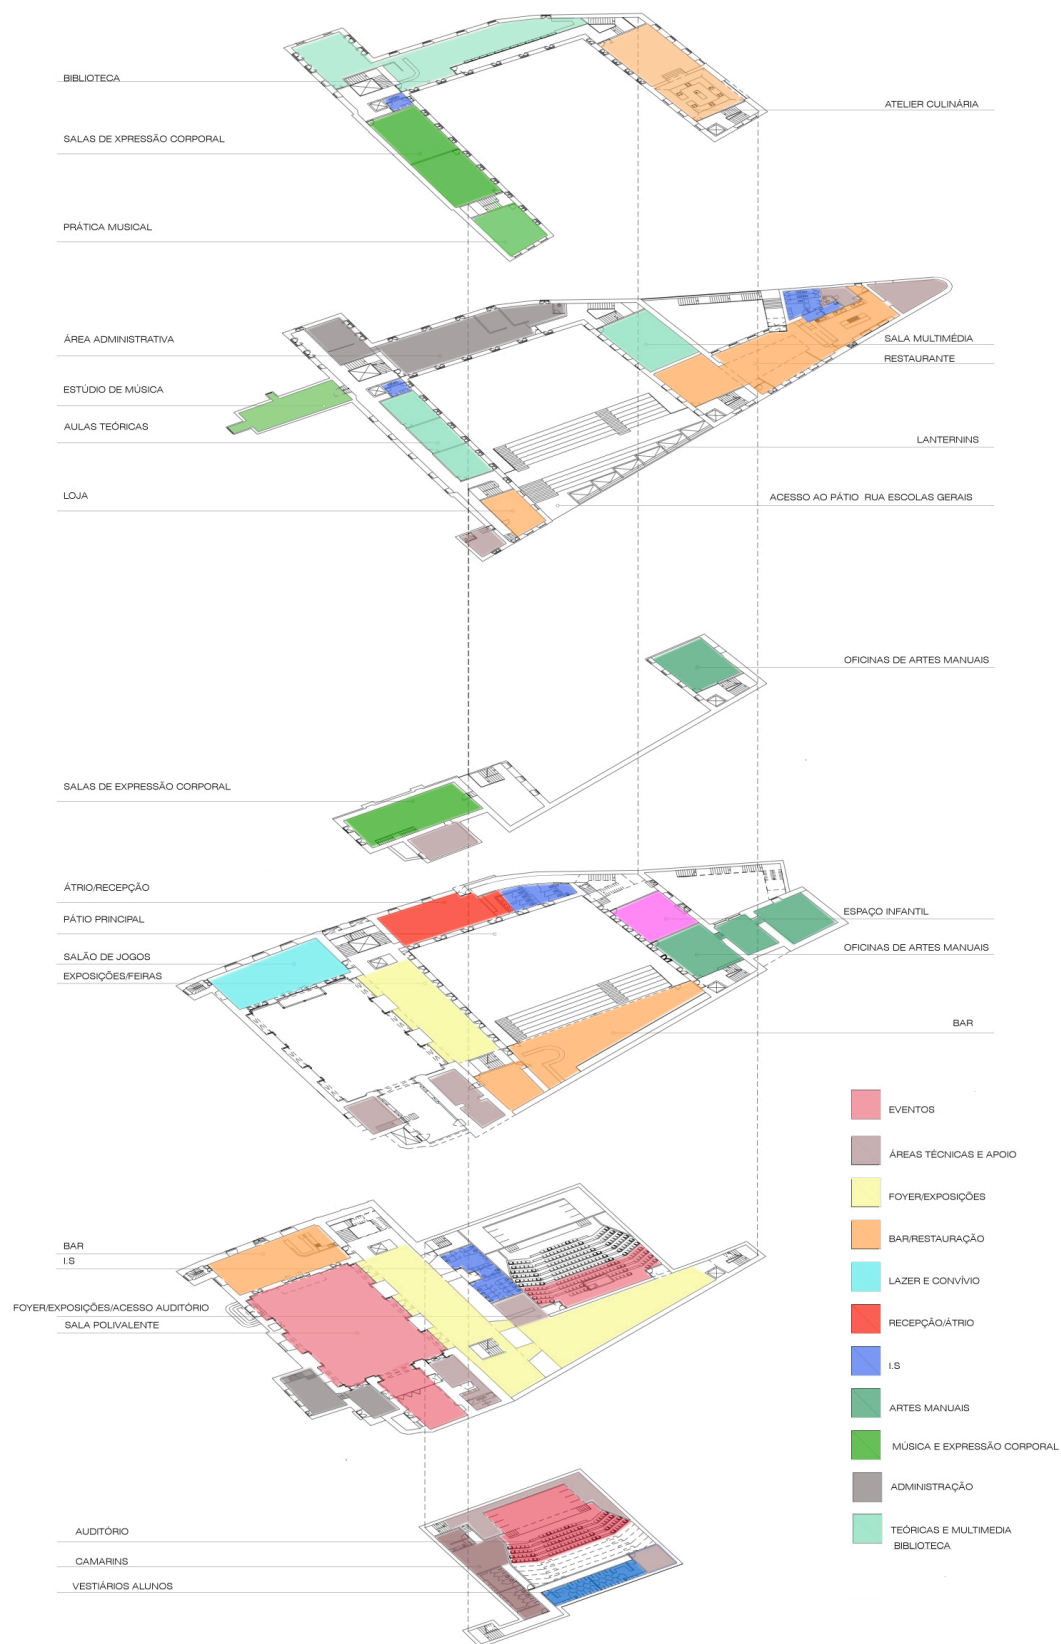 BIBLIOTECA
ATELIER CULINÁRIA
SALAS DE XPRESSÃO CORPORAL
PRÁTICA MUSICAL
ÁREA ADMINISTRATIVA
SALA MULTIMÉDIA
RESTAURANTE
ESTÚDIO DE MÚSICA
AULAS TEÓRICAS
LANTERNINS
LOJA
ACESSO AO PÁTIO RUA ESCOLAS GERAIS
OFICINAS DE ARTES MANUAIS
SALAS DE EXPRESSÃO CORPORAL
ÁTRIO/RECEPÇÃO
PÁTIO PRINCIPAL
ESPAÇO INFANTIL
OFICINAS DE ARTES MANUAIS
SALÃO DE JOGOS
EXPOSIÇÕES/FEIRAS
BAR
BAR
I.S
FOYER/EXPOSIÇÕES/ACESSO AUDITÓRIO
SALA POLIVALENTE
AUDITÓRIO
CAMARINS
VESTIÁRIOS ALUNOS
EVENTOS
ÁREAS TÉCNICAS E APOIO
FOYER/EXPOSIÇÕES
BAR/RESTAURAÇÃO
LAZER E CONVÍVIO
RECEPÇÃO/ÁTRIO
I.S
ARTES MANUAIS
MÚSICA E EXPRESSÃO CORPORAL
ADMINISTRAÇÃO
TEÓRICAS E MULTIMEDIA
BIBLIOTECA